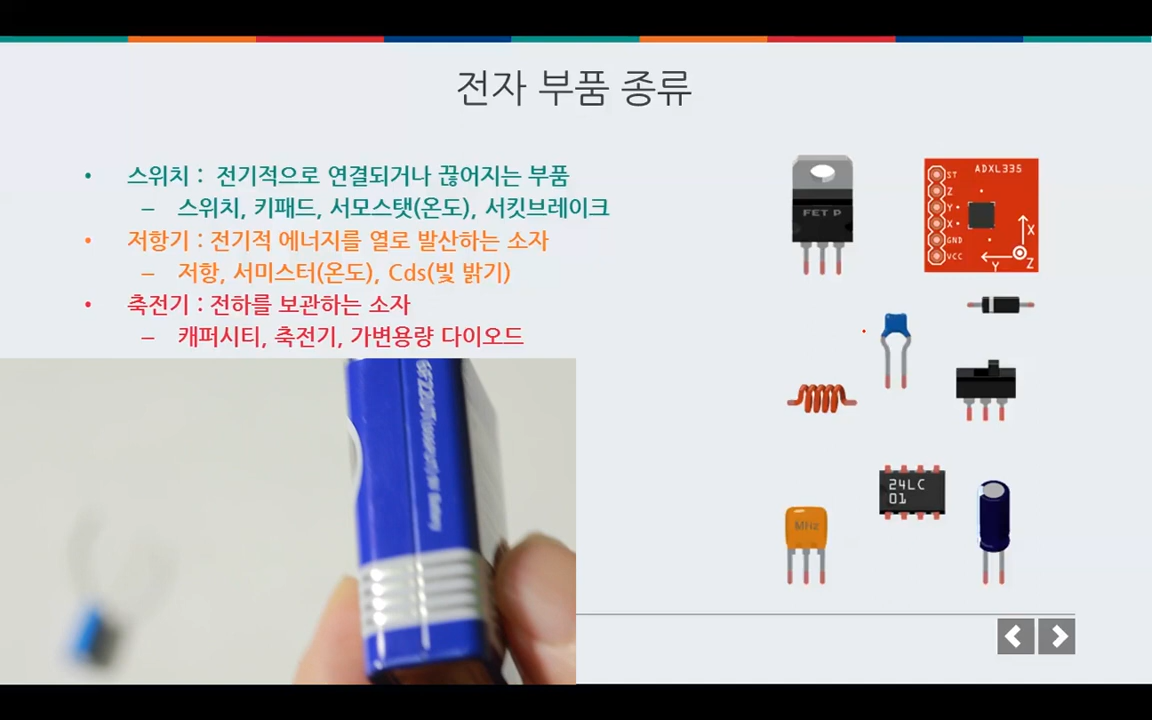 전자 부품 종류
• 스위치 : 전기적으로 연결되거나 끊어지는 부품
– 스위치, 키패드, 서모스탯(온도), 서킷브레이크
• 저항기 : 전기적 에너지를 열로 발산하는 소자
– 저항, 서미스터(온도), Cds(빛 밝기)
• 축전기 : 전하를 보관하는 소자
– 캐퍼시티, 축전기, 가변용량 다이오드
FET P
ADXL335
ST
Z
Y
X
GND
VCC
X
Y
Z
24LC
01
MHz